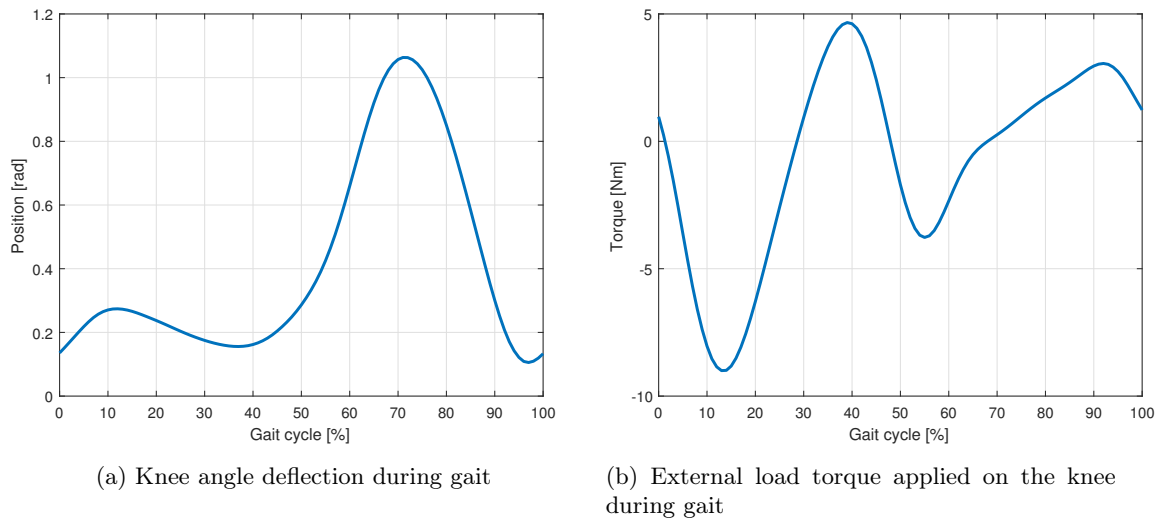 1.2
1
0.8
0.6
0.4
0.2
0
Position [rad]
0 10 20 30 40 50 60 70 80 90 100
Gait cycle [%]
(a) Knee angle deflection during gait
5
0
-5
-10
Torque [Nm]
0 10 20 30 40 50 60 70 80 90 100
Gait cycle [%]
(b) External load torque applied on the knee
during gait